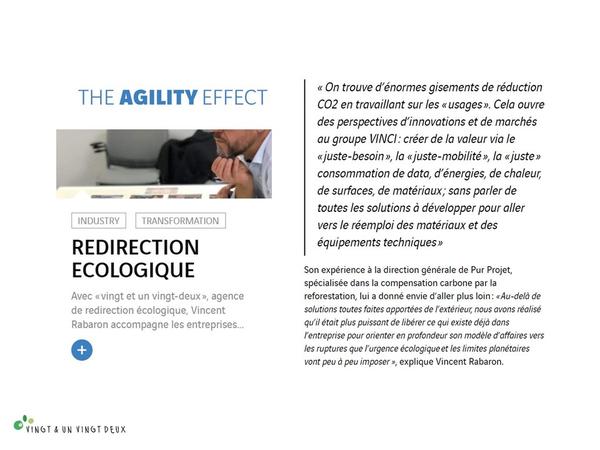 THE AGILITY EFFECT
INDUSTRY
TRANSFORMATION
REDIRECTION
ECOLOGIQUE
Avec « vingt et un vingt-deux », agence
de redirection écologique, Vincent
Rabaron accompagne les entreprises...
+
« On trouve d’énormes gisements de réduction
CO2 en travaillant sur les « usages ». Cela ouvre
des perspectives d’innovations et de marchés
au groupe VINCI : créer de la valeur via le
« juste-besoin », la « juste-mobilité », la « juste »
consommation de data, d’énergies, de chaleur,
de surfaces, de matériaux ; sans parler de
toutes les solutions à développer pour aller
vers le réemploi des matériaux et des
équipements techniques »
Son expérience à la direction générale de Pur Projet,
spécialisée dans la compensation carbone par la
reforestation, lui a donné envie d’aller plus loin : « Au-delà de
solutions toutes faites apportées de l’extérieur, nous avons réalisé
qu’il était plus puissant de libérer ce qui existe déjà dans
l’entreprise pour orienter en profondeur son modèle d’affaires vers
les ruptures que l’urgence écologique et les limites planétaires
vont peu à peu imposer », explique Vincent Rabaron.
VINGT & UN VINGT DEUX